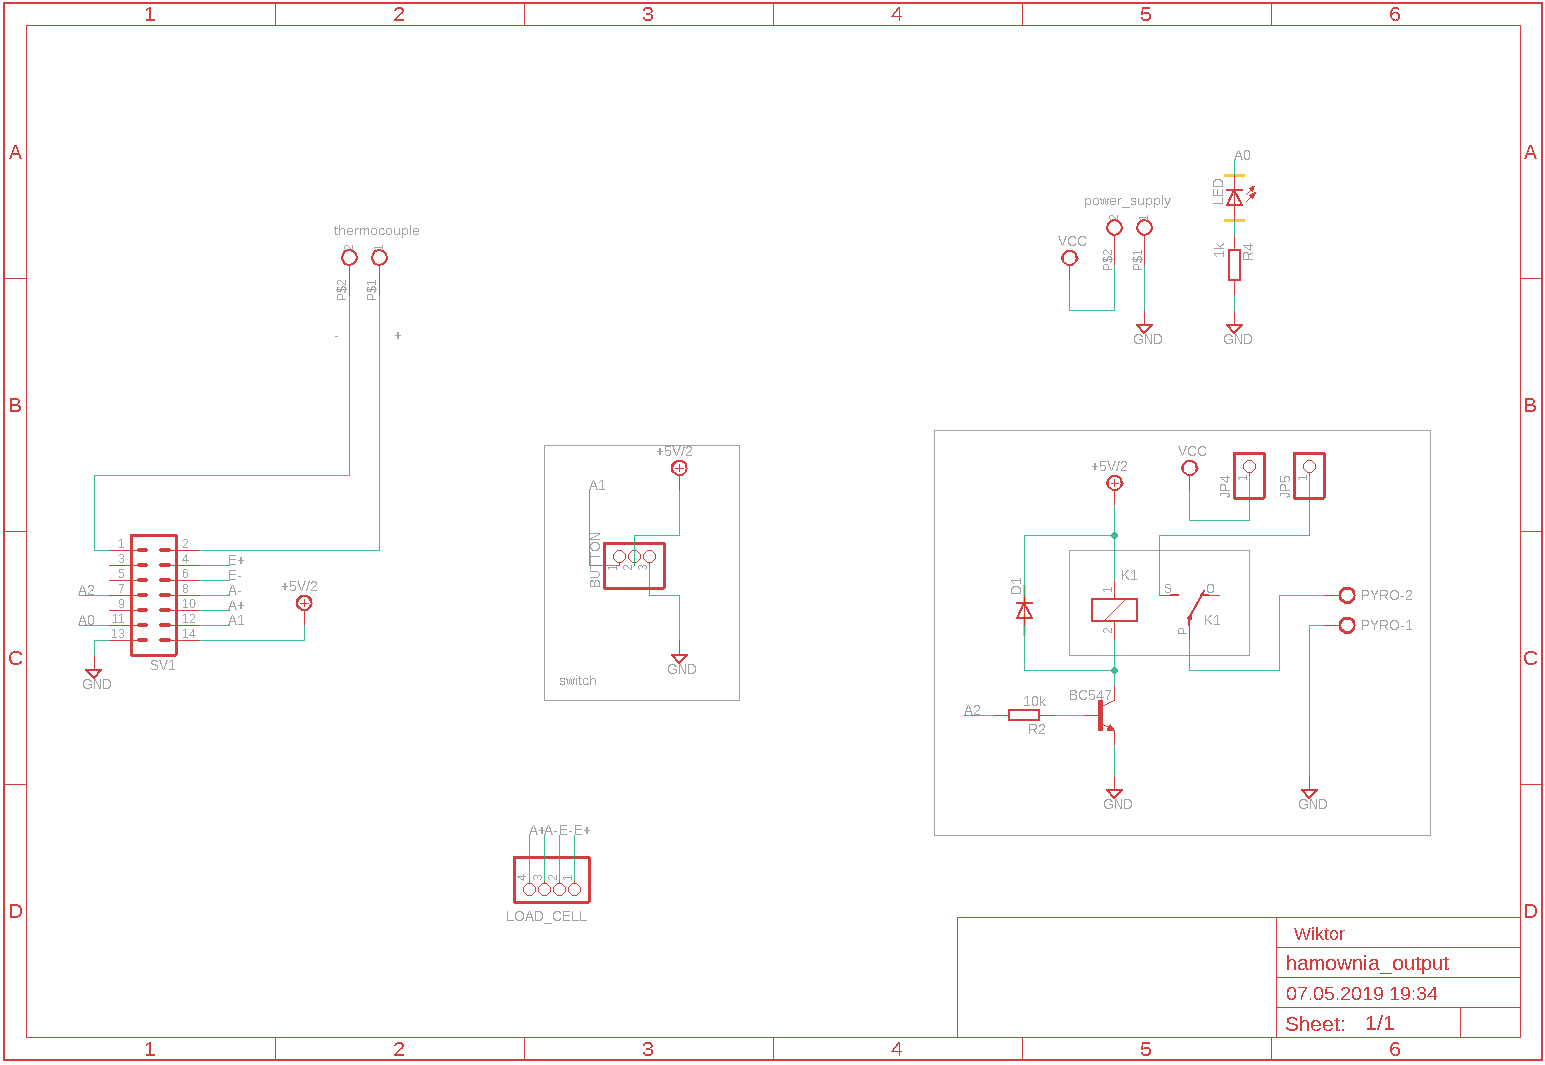 1 2 3 4 5 6
A A
A0
LED
power_supply
2 1
thermocouple
2 1
VCC
P$2 P$1
1k
R4
P$2 P$1
- +
GND GND
B B
+5V/2
A1
BUTTON
1 2 3
GND
switch
+5V/2
VCC
JP4 1
JP5 1
D1
K1
1
2
S O
P K1
PYRO-2
PYRO-1
BC547
A2
10k
R2
GND GND
1 2
3 4 E+
5 6 E-
A2 7 8 A-
9 10 A+
A0 11 12 A1
13 14
+5V/2
SV1
GND
C C
A+ A- E- E+
4 3 2 1
LOAD_CELL
D D
Wiktor
hamownia_output
07.05.2019 19:34
Sheet: 1/1
1 2 3 4 5 6